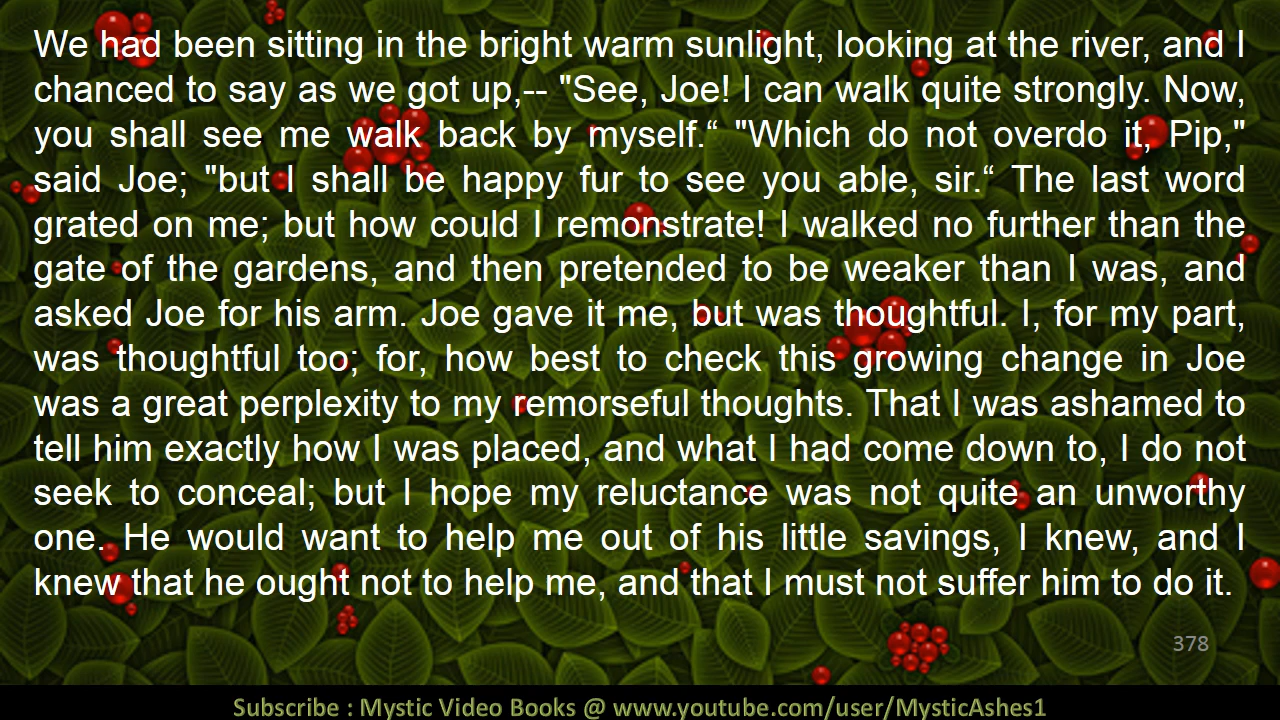 We had been sitting in the bright warm sunlight, looking at the river, and I
chanced to say as we got up,-- "See, Joe! I can walk quite strongly. Now,
you shall see me walk back by myself.“ "Which do not overdo it, Pip,"
said Joe; "but I shall be happy fur to see you able, sir.“ The last word
grated on me; but how could I remonstrate! I walked no further than the
gate of the gardens, and then pretended to be weaker than I was, and
asked Joe for his arm. Joe gave it me, but was thoughtful. I, for my part,
was thoughtful too; for, how best to check this growing change in Joe
was a great perplexity to my remorseful thoughts. That I was ashamed to
tell him exactly how I was placed, and what I had come down to, I do not
seek to conceal; but I hope my reluctance was not quite an unworthy
one. He would want to help me out of his little savings, I knew, and I
knew that he ought not to help me, and that I must not suffer him to do it.
378
Subscribe : Mystic Video Books @ www.youtube.com/user/MysticAshes1